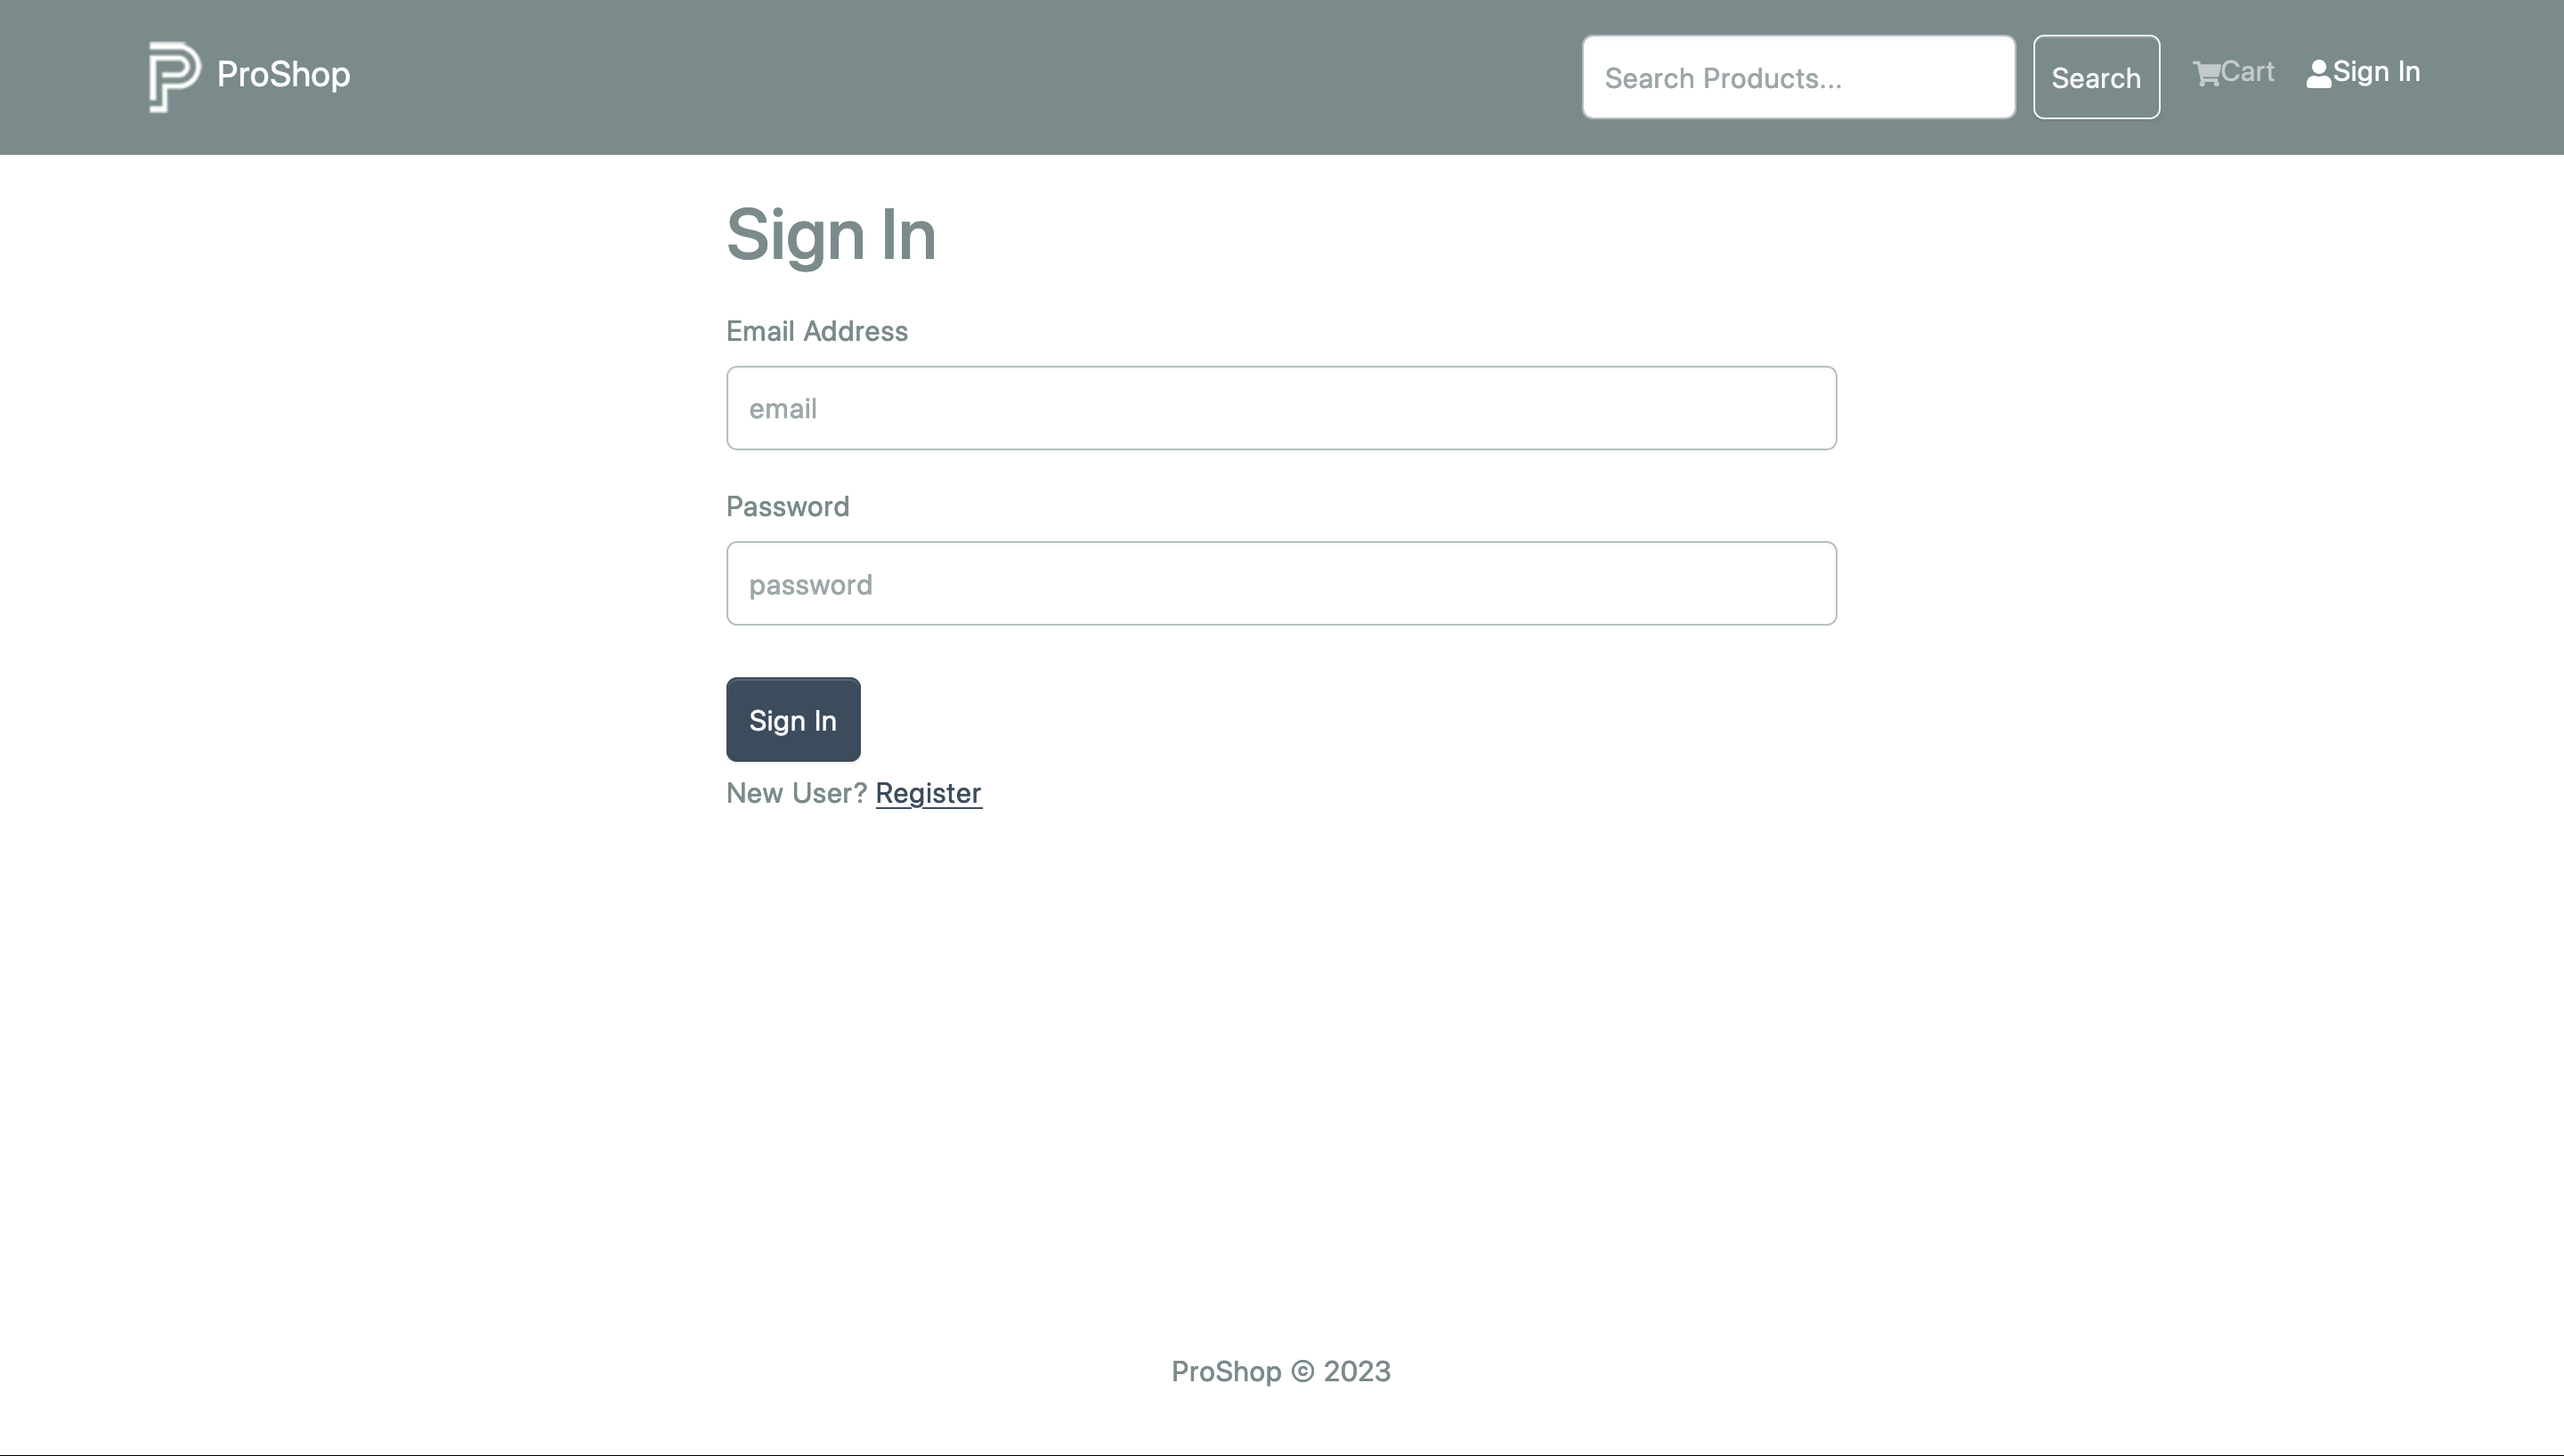 ProShop
Search Products...
Search
Cart
Sign In
Sign In
Email Address
email
Password
password
Sign In
New User? Register
ProShop © 2023